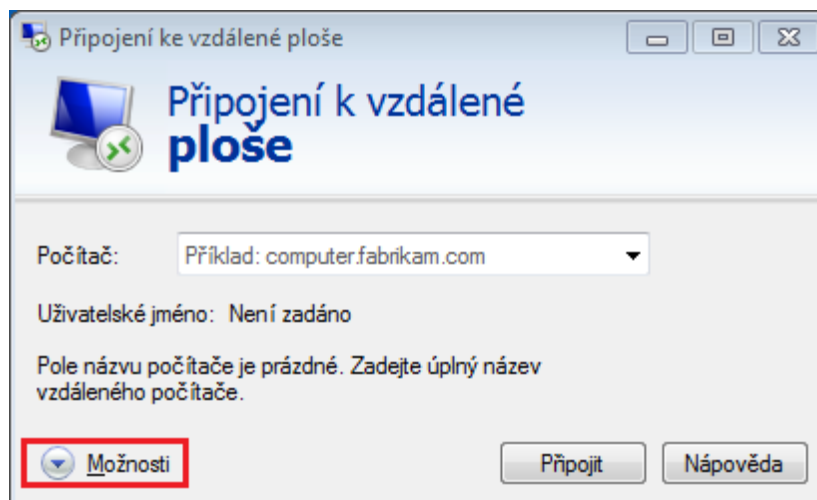 Připojení ke vzdálené ploše
Připojení k vzdálené
ploše
Počítač: Příklad: computer.fabrikam.com
Uživatelské jméno: Není zadáno
Pole názvu počítače je prázdné. Zadejte úplný název
vzdáleného počítače.
Možnosti Připojit Nápověda